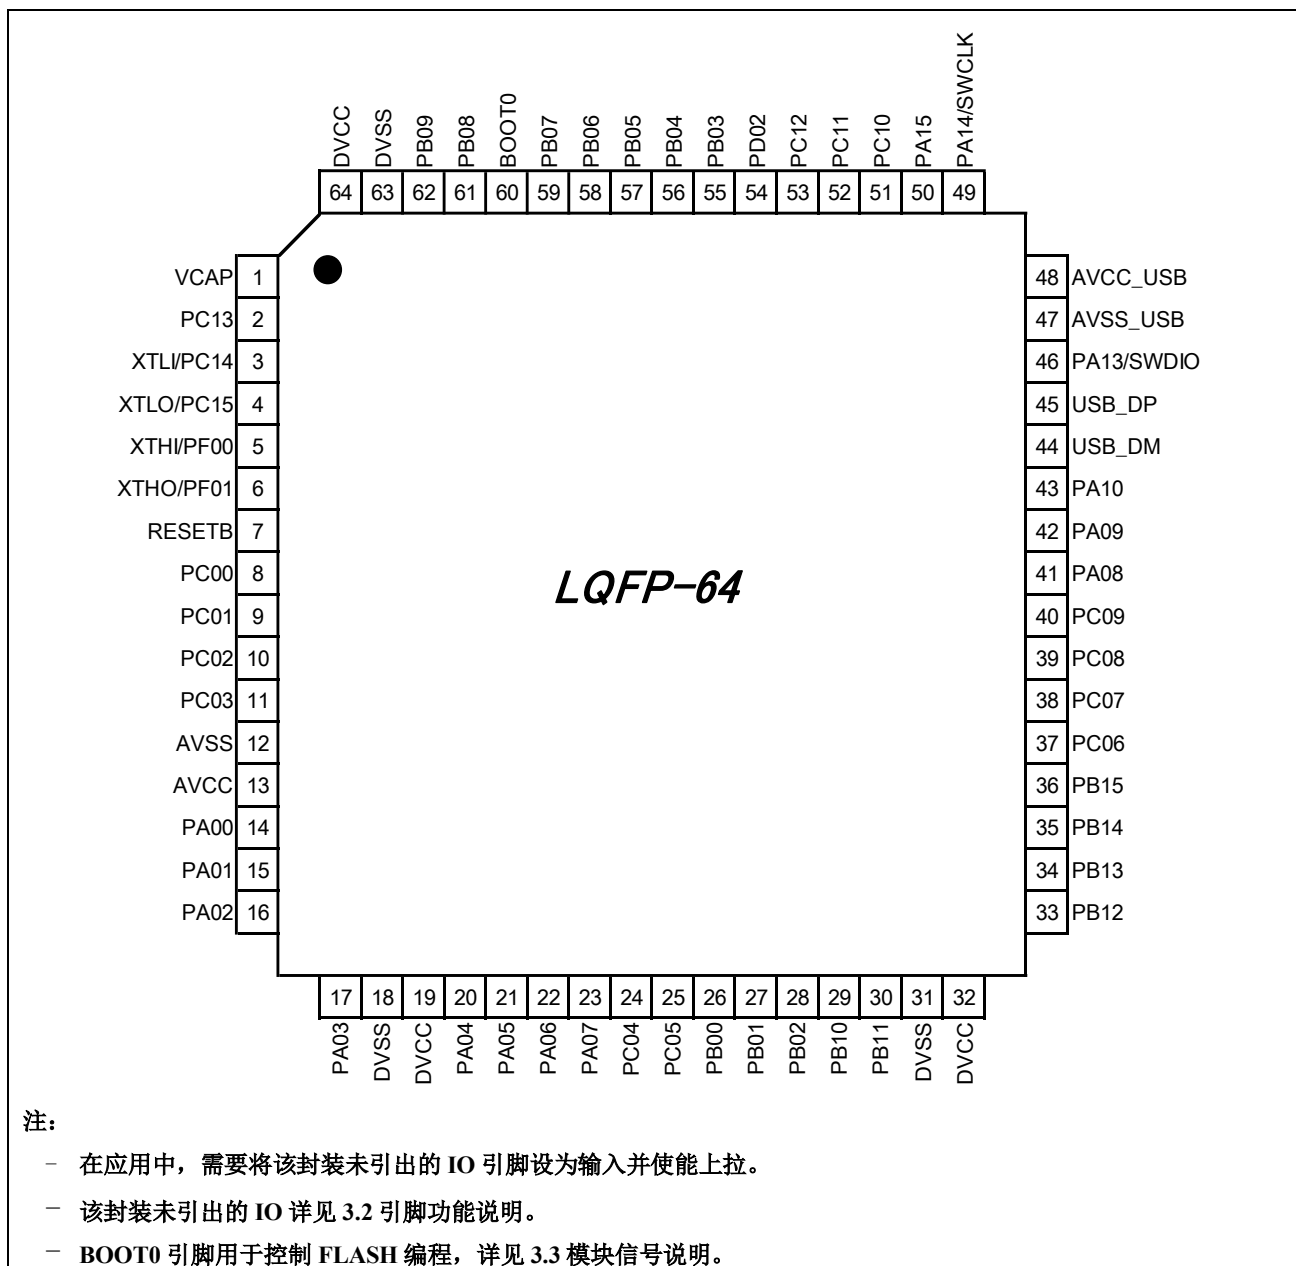 DVCC
DVSS
PB09
PB08
BOOT0
PB07
PB06
PB05
PB04
PB03
PD02
PC12
PC11
PC10
PA15
PA14/SWCLK
64 63 62 61 60 59 58 57 56 55 54 53 52 51 50 49
VCAP 1
PC13 2
XTLI/PC14 3
XTLO/PC15 4
XTHI/PF00 5
XTHO/PF01 6
RESETB 7
PC00 8
PC01 9
PC02 10
PC03 11
AVSS 12
AVCC 13
PA00 14
PA01 15
PA02 16
LQFP-64
48 AVCC_USB
47 AVSS_USB
46 PA13/SWDIO
45 USB_DP
44 USB_DM
43 PA10
42 PA09
41 PA08
40 PC09
39 PC08
38 PC07
37 PC06
36 PB15
35 PB14
34 PB13
33 PB12
17 18 19 20 21 22 23 24 25 26 27 28 29 30 31 32
PA03
DVSS
DVCC
PA04
PA05
PA06
PA07
PC04
PC05
PB00
PB01
PB02
PB10
PB11
DVSS
DVCC
注：
– 在应用中，需要将该封装未引出的 IO 引脚设为输入并使能上拉。
– 该封装未引出的 IO 详见 3.2 引脚功能说明。
– BOOT0 引脚用于控制 FLASH 编程，详见 3.3 模块信号说明。